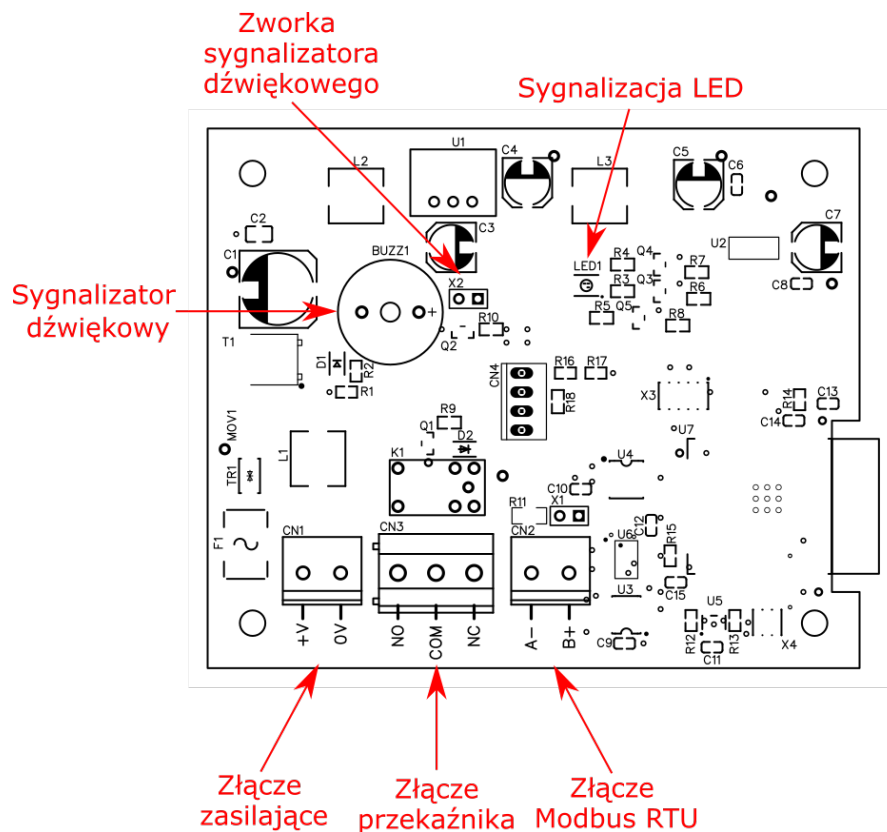 Zworka
sygnalizatora
dźwiękowego
Sygnalizacja LED
L2
U1
C4
L3
C5
C6
C2
C3
C7
C1
BUZZ1
U2
R4
Q4
LED1
R7
X2
R3
Q3
C8
Sygnalizator
dźwiękowy
+
R6
R5
Q5
R8
R10
Q2
T1
D1
R2
R1
CN4
R16
R17
R18
X3
R14
C13
C14
MOV1
Q1
R9
D2
U7
L1
K1
U4
TR1
C10
R11
X1
F1
CN1
CN3
CN2
C12
U6
R15
C15
U3
U5
+V
0V
NO
COM
NC
A-
B+
C9
R12
R13
C11
X4
Złącze
zasilające
Złącze
przekaźnika
Złącze
Modbus RTU